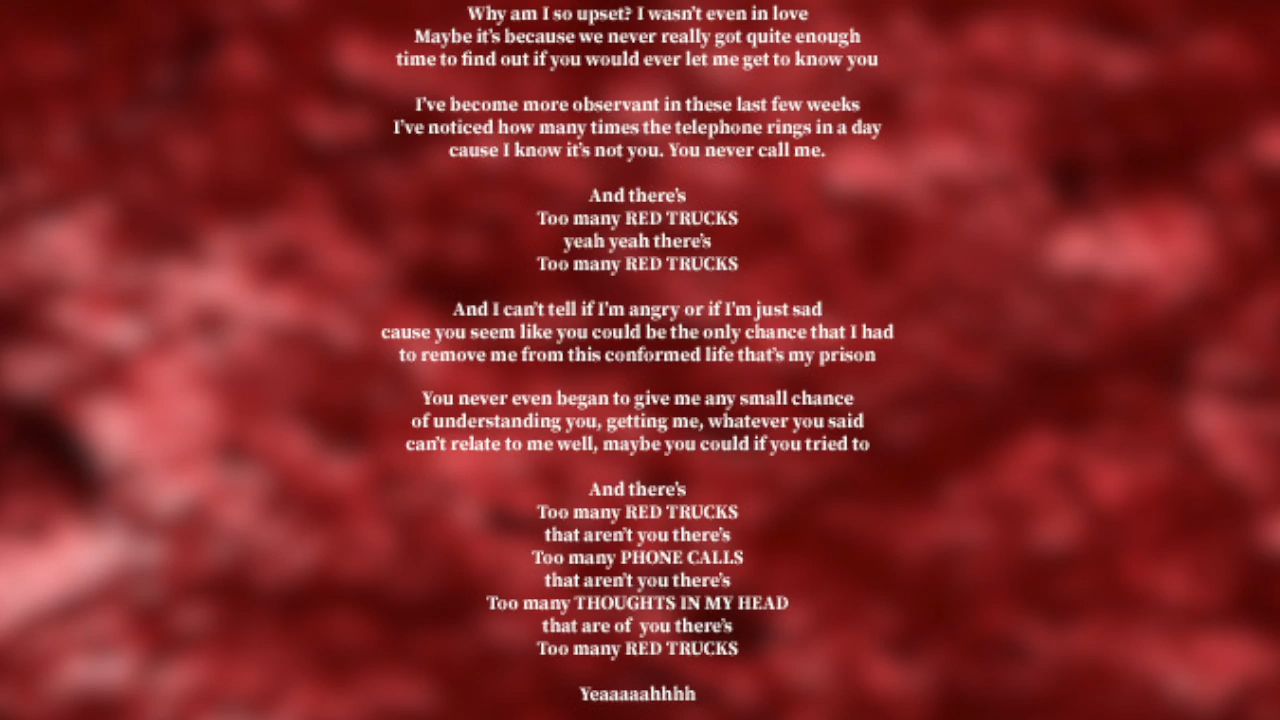 Why am I so upset? I wasn't even in love
Maybe it's because we never really got quite enough
time to find out if you would ever let me get to know you
I've become more observant in these last few weeks
I've noticed how many times the telephone rings in a day
cause I know it's not you. You never call me.
And there's
Too many RED TRUCKS
yeah yeah there's
Too many RED TRUCKS
And I can't tell if I'm angry or if I'm just sad
cause you seem like you could be the only chance that I had
to remove me from this conformed life that's my prison
You never even began to give me any small chance
of understanding you, getting me, whatever you said
can't relate to me well, maybe you could if you tried to
And there's
Too many RED TRUCKS
that aren't you there's
Too many PHONE CALLS
that aren't you there's
Too many THOUGHTS IN MY HEAD
that are of  you there's
Too many RED TRUCKS
Yeaaaaahhhh